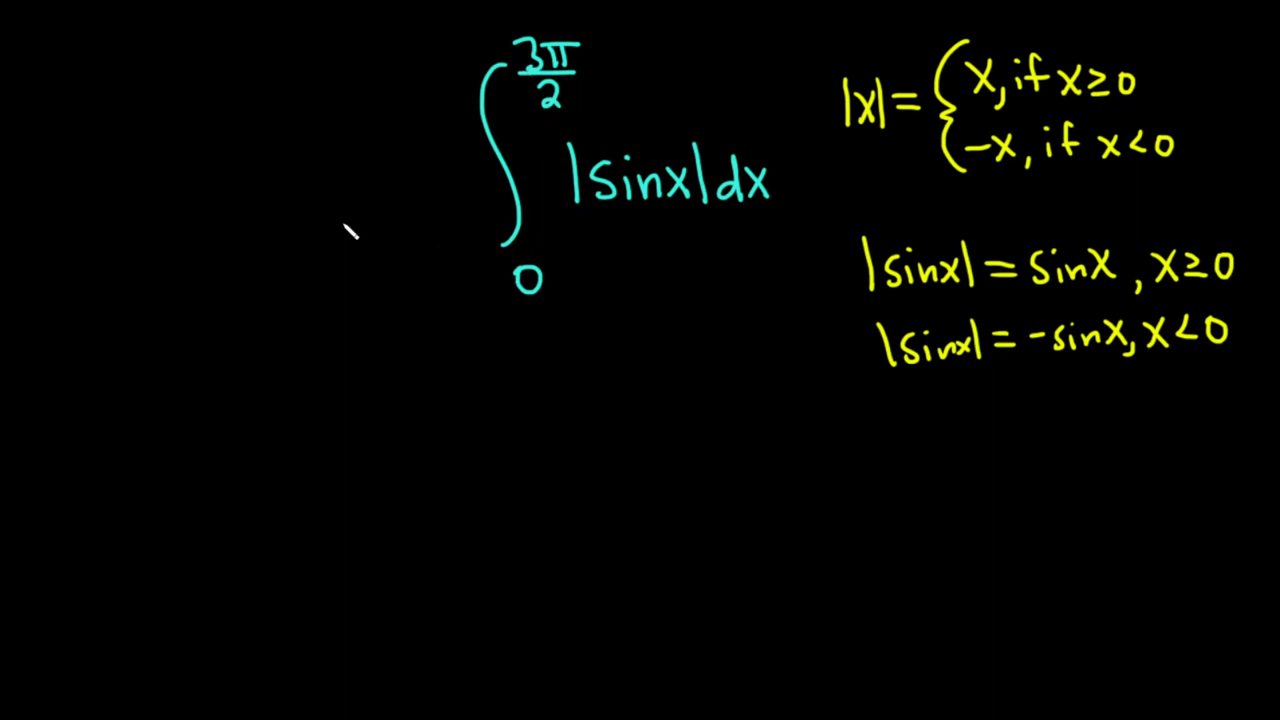 ∫₀^(3π/2) |sinx| dx
|x| = { x, if x ≥ 0
-x, if x < 0
|sinx| = sinx, x ≥ 0
|sinx| = -sinx, x < 0